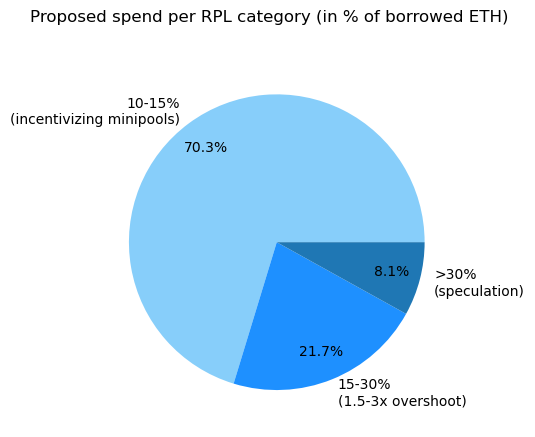 Proposed spend per RPL category (in % of borrowed ETH)
10-15%
(incentivizing minipools)
70.3%
8.1%
>30%
(speculation)
21.7%
15-30%
(1.5-3x overshoot)